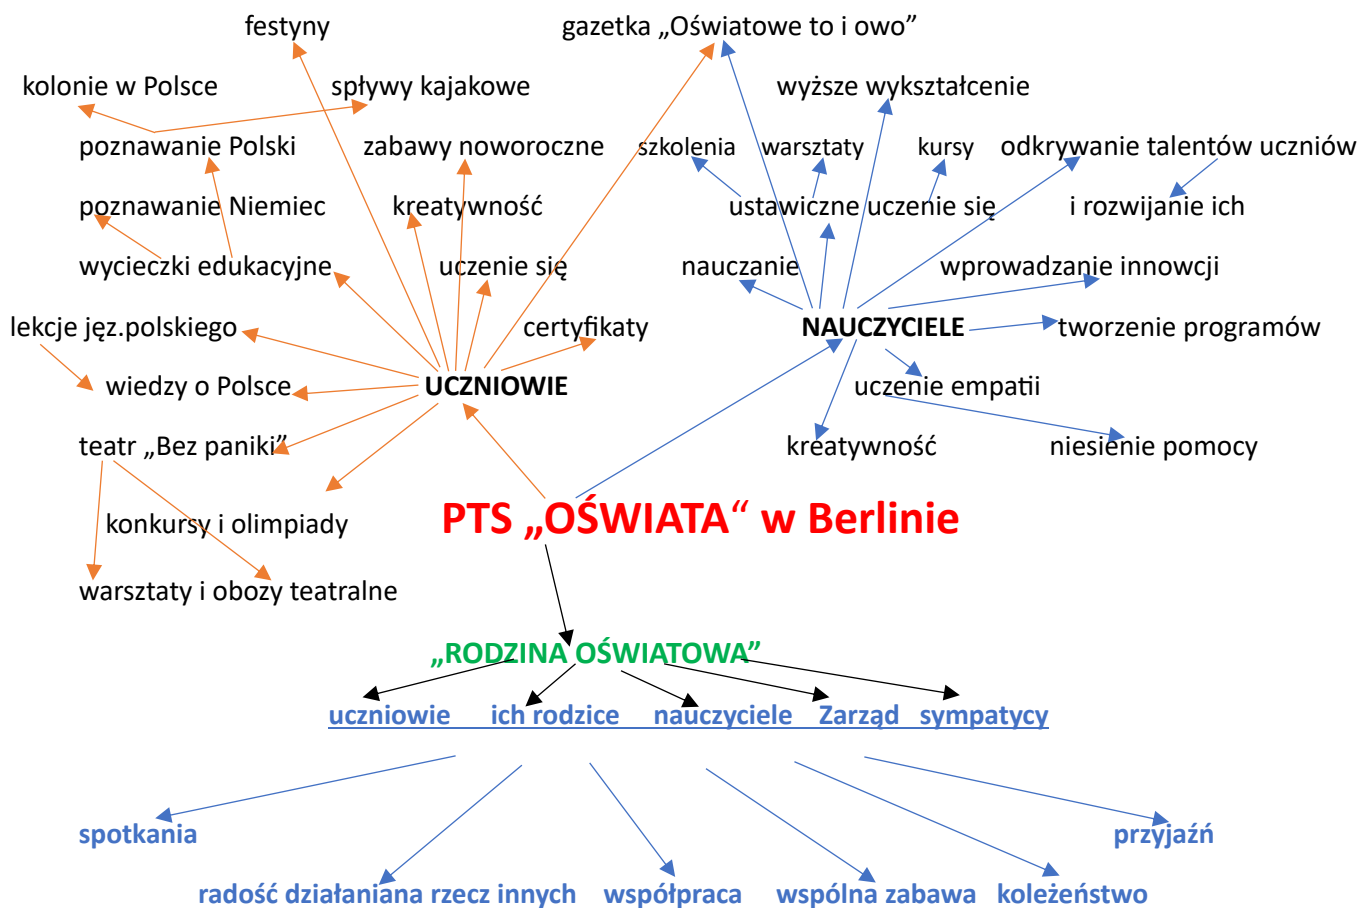 festyny gazetka „Oświatowe to i owo”
kolonie w Polsce spływy kajakowe wyższe wykształcenie
poznawanie Polski zabawy noworoczne szkolenia warsztaty kursy odkrywanie talentów uczniów
poznawanie Niemiec kreatywność ustawiczne uczenie się i rozwijanie ich
wycieczki edukacyjne uczenie się nauczanie wprowadzanie innowcji
lekcje jęz.polskiego certyfikaty NAUCZYCIELE tworzenie programów
wiedzy o Polsce UCZNIOWIE uczenie empatii
teatr „Bez paniki” kreatywność niesienie pomocy
konkursy i olimpiady PTS „OŚWIATA“ w Berlinie
warsztaty i obozy teatralne
„RODZINA OŚWIATOWA”
uczniowie ich rodzice nauczyciele Zarząd sympatycy
spotkania przyjaźń
radość działaniana rzecz innych współpraca wspólna zabawa koleżeństwo